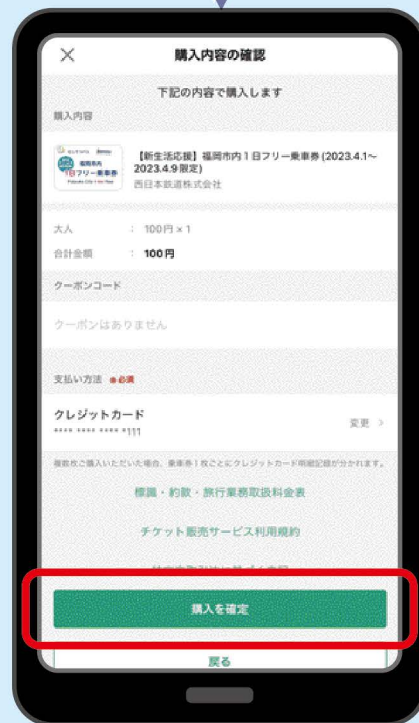 購入内容の確認
下記の内容で購入します
購入内容
福岡市内
1日フリー乗車券
【新生活応援】福岡市内1日フリー乗車券(2023.4.1～
2023.4.9限定)
西日本鉄道株式会社
大人 : 100円 × 1
合計金額 : 100円
クーポンコード
クーポンはありません
支払い方法 ●必須
クレジットカード
**** **** **** *111
変更 >
複数枚ご購入いただいた場合、乗車券1枚ごとにクレジットカード明細記録が分かれます。
標識・約款・旅行業務取扱料金表
チケット販売サービス利用規約
購入を確定
戻る